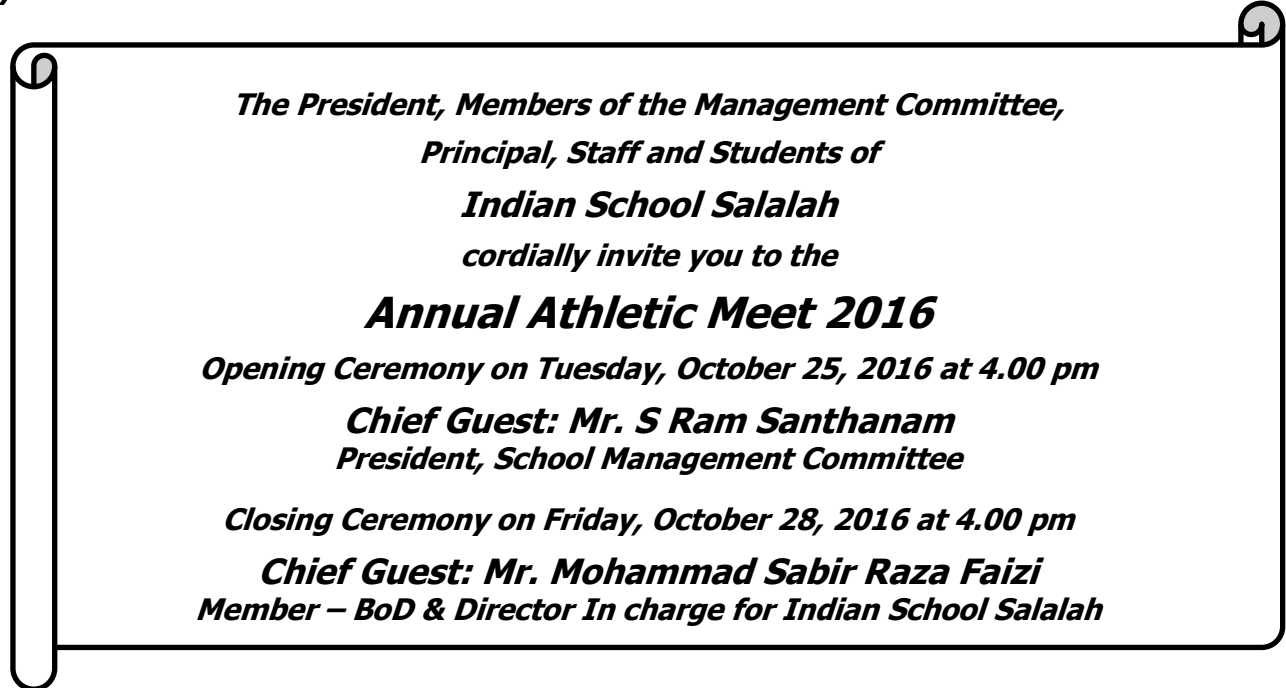 The President, Members of the Management Committee,
Principal, Staff and Students of
Indian School Salalah
cordially invite you to the
Annual Athletic Meet 2016
Opening Ceremony on Tuesday, October 25, 2016 at 4.00 pm
Chief Guest: Mr. S Ram Santhanam
President, School Management Committee
Closing Ceremony on Friday, October 28, 2016 at 4.00 pm
Chief Guest: Mr. Mohammad Sabir Raza Faizi
Member – BoD & Director In charge for Indian School Salalah